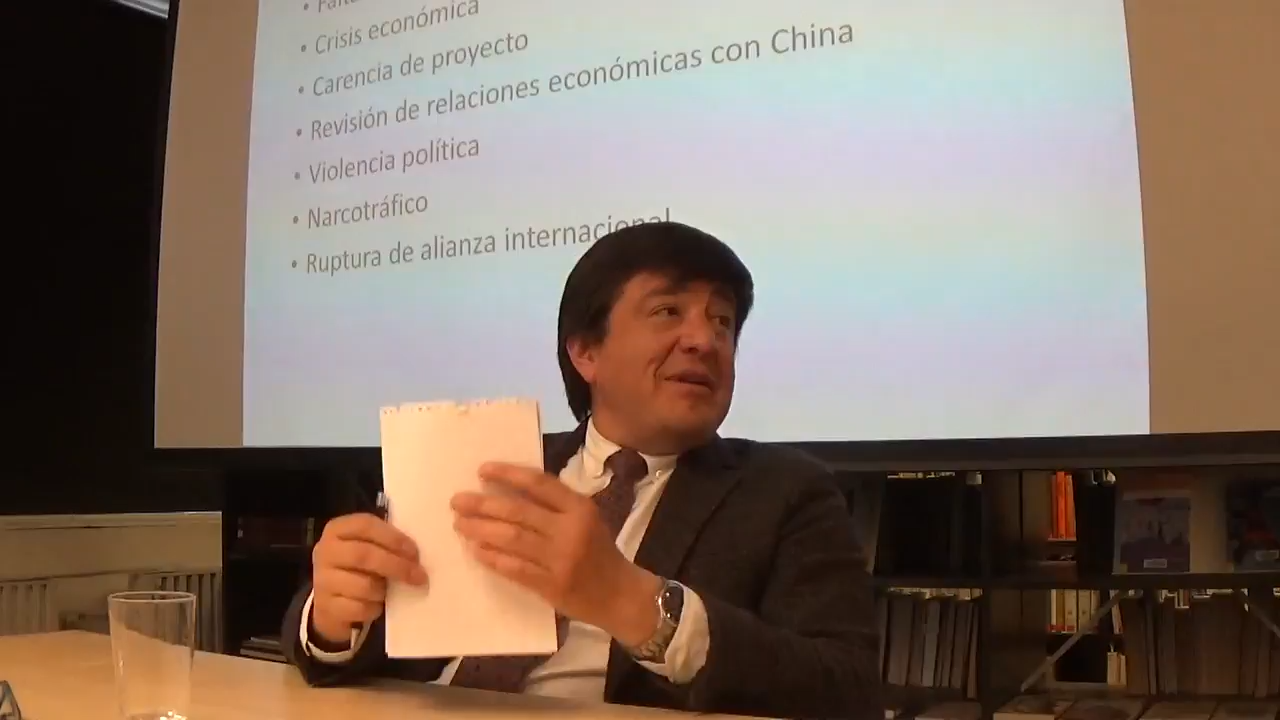 • Crisis económica
• Carencia de proyecto
• Revisión de relaciones económicas con China
• Violencia política
• Narcotráfico
• Ruptura de alianza internacional